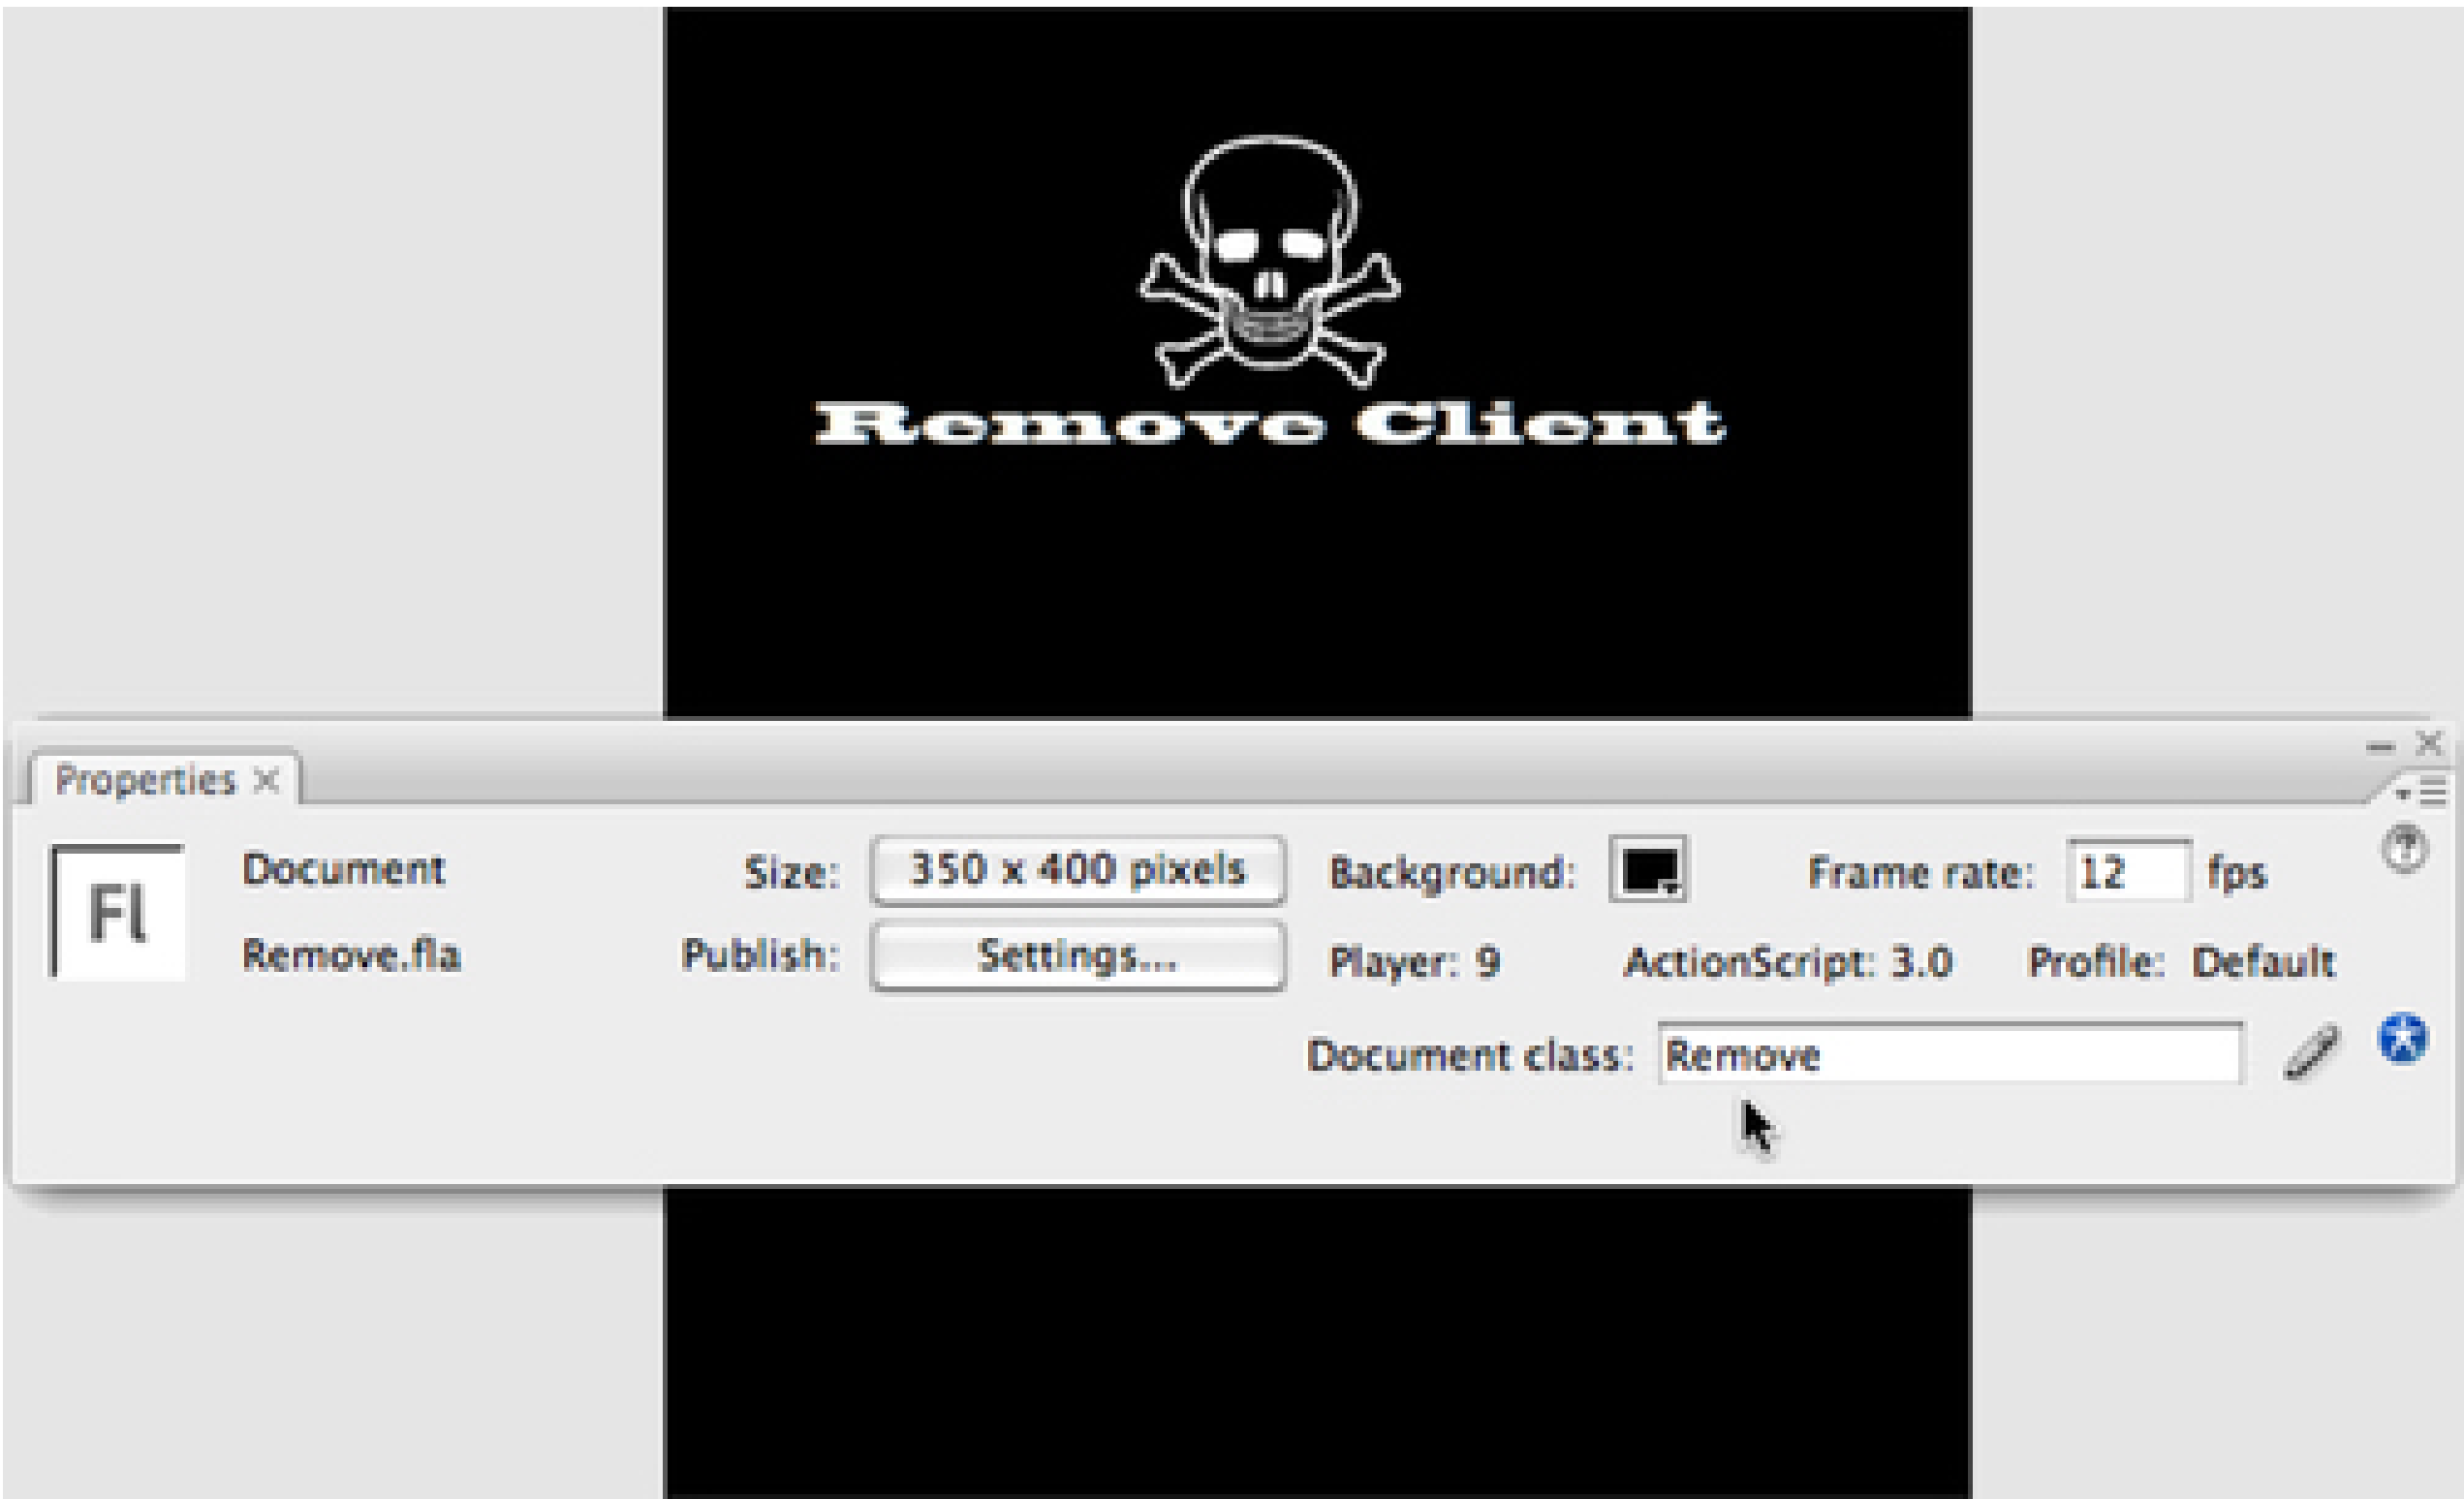 Remove Client
Properties
Fl
Document
Size: 350 x 400 pixels
Background:
Frame rate: 12 fps
?
Remove.fla
Publish: Settings...
Player: 9
ActionScript: 3.0
Profile: Default
Document class: Remove